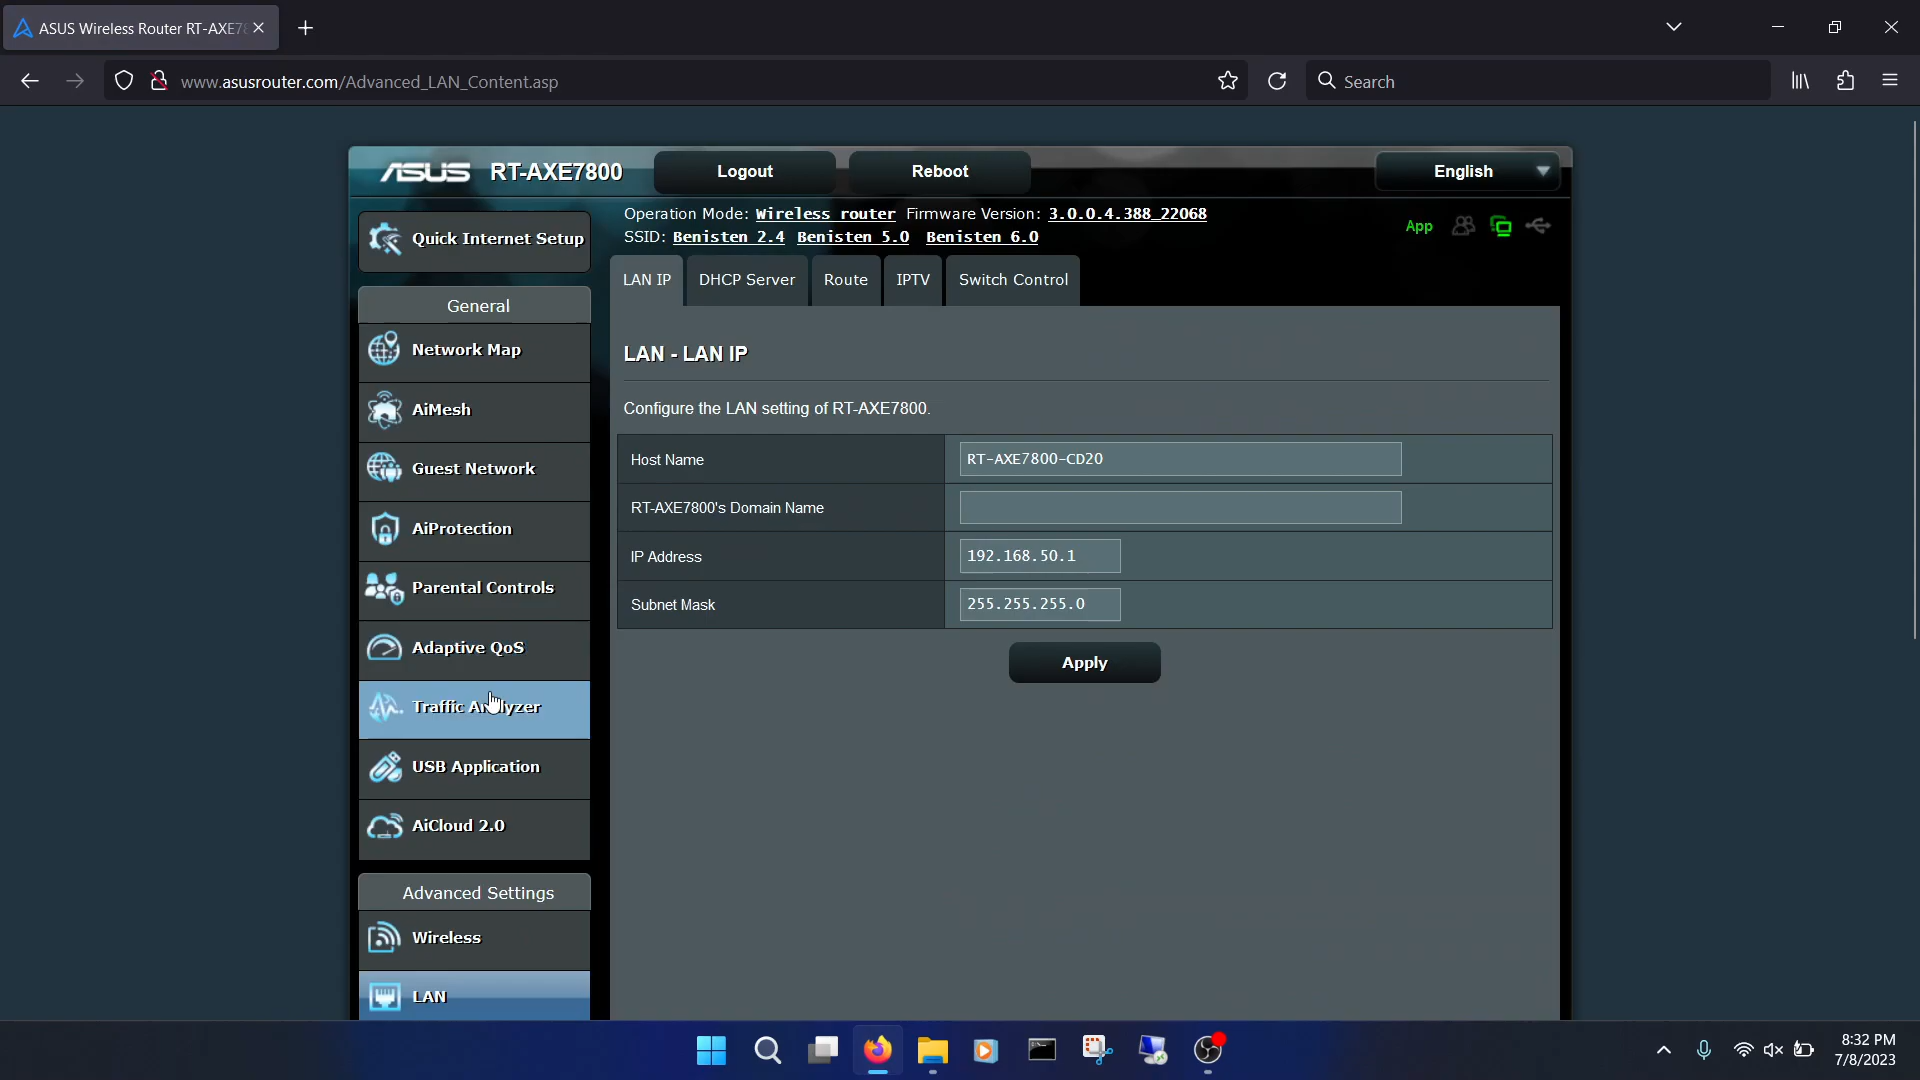 ASUS Wireless Router RT-AXE78
www.asusrouter.com/Advanced_LAN_Content.asp
Search
ASUS RT-AXE7800
Logout
Reboot
English
Quick Internet Setup
Operation Mode: Wireless router Firmware Version: 3.0.0.4.388_22068
SSID: Benisten 2.4 Benisten 5.0 Benisten 6.0
App
LAN IP
DHCP Server
Route
IPTV
Switch Control
General
Network Map
AiMesh
Guest Network
AiProtection
Parental Controls
Adaptive QoS
Traffic Analyzer
USB Application
AiCloud 2.0
Advanced Settings
Wireless
LAN
LAN - LAN IP
Configure the LAN setting of RT-AXE7800.
Host Name
RT-AXE7800-CD20
RT-AXE7800's Domain Name
IP Address
192.168.50.1
Subnet Mask
255.255.255.0
Apply
8:32 PM
7/8/2023